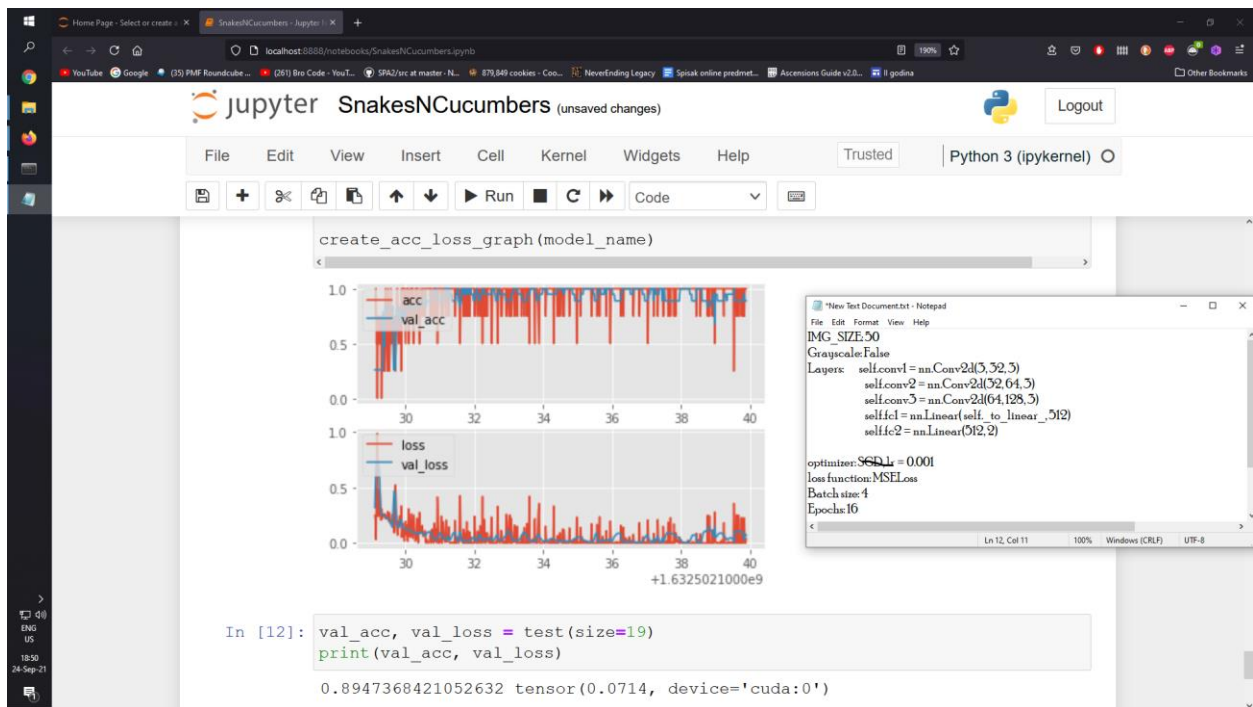 Home Page - Select or create a
SnakesNCucumbers - Jupyter N
localhost:8888/notebooks/SnakesNCucumbers.ipynb
190%
YouTube
Google
(35) PMF Roundcube ...
(261) Bro Code - YouT...
SPA2/src at master · N...
879,849 cookies - Coo...
NeverEnding Legacy
Spisak online predmet...
Ascensions Guide v2.0...
II godina
Other Bookmarks
jupyter SnakesNCucumbers (unsaved changes)
Logout
File Edit View Insert Cell Kernel Widgets Help
Trusted
Python 3 (ipykernel)
Run
Code
create_acc_loss_graph(model_name)
1.0
acc
val_acc
0.5
0.0
30 32 34 36 38 40
1.0
loss
val_loss
0.5
0.0
30 32 34 36 38 40
+1.6325021000e9
*New Text Document.txt - Notepad
File Edit Format View Help
IMG_SIZE:50
Grayscale:False
Layers: self.conv1 = nn.Conv2d(3,32,3)
self.conv2 = nn.Conv2d(32,64,3)
self.conv3 = nn.Conv2d(64,128,3)
self.fc1 = nn.Linear(self._to_linear_,512)
self.fc2 = nn.Linear(512,2)
optimizer:SGD,lr = 0.001
loss function:MSELoss
Batch size: 4
Epochs:16
Ln 12, Col 11
100%
Windows (CRLF)
UTF-8
In [12]: val_acc, val_loss = test(size=19)
print(val_acc, val_loss)
0.8947368421052632 tensor(0.0714, device='cuda:0')
ENG
US
18:50
24-Sep-21